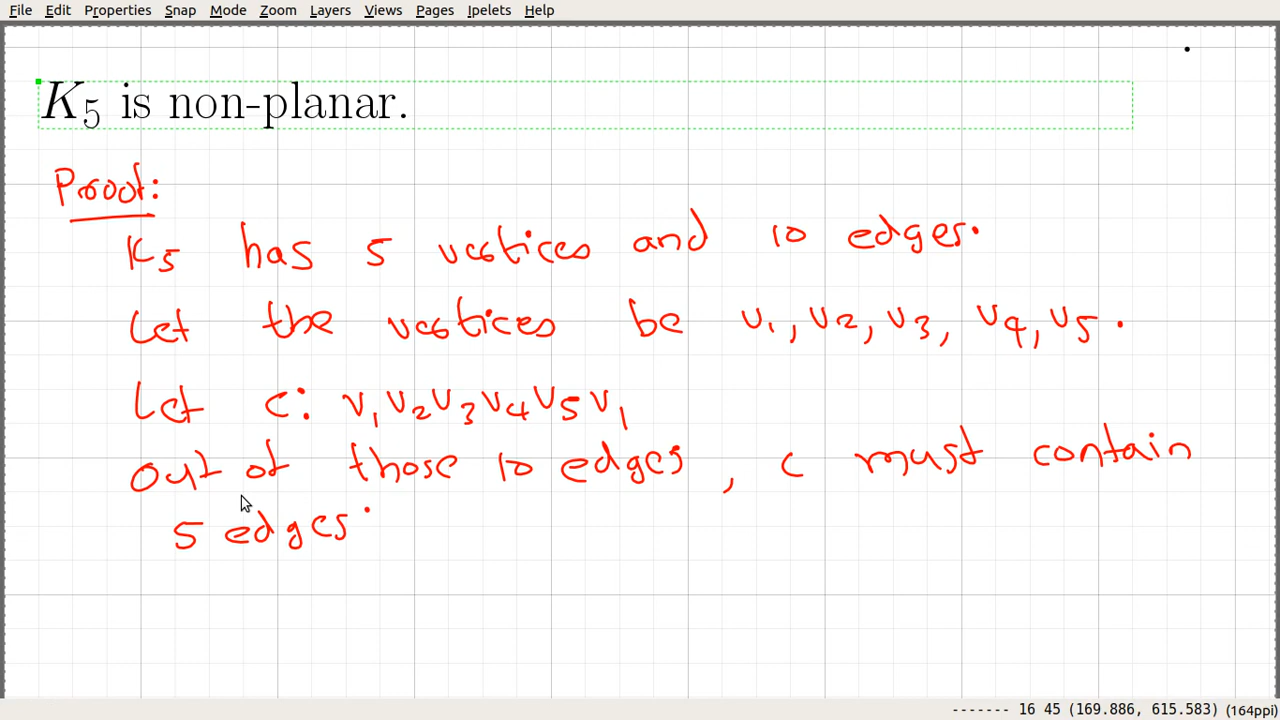 File Edit Properties Snap Mode Zoom Layers Views Pages Ipelets Help
K₅ is non-planar.
Proof:
K₅ has 5 vertices and 10 edges.
Let the vertices be v₁, v₂, v₃, v₄, v₅.
Let C: v₁v₂v₃v₄v₅v₁
Out of those 10 edges, C must contain
5 edges.
------- 16 45 (169.886, 615.583) (164ppi)